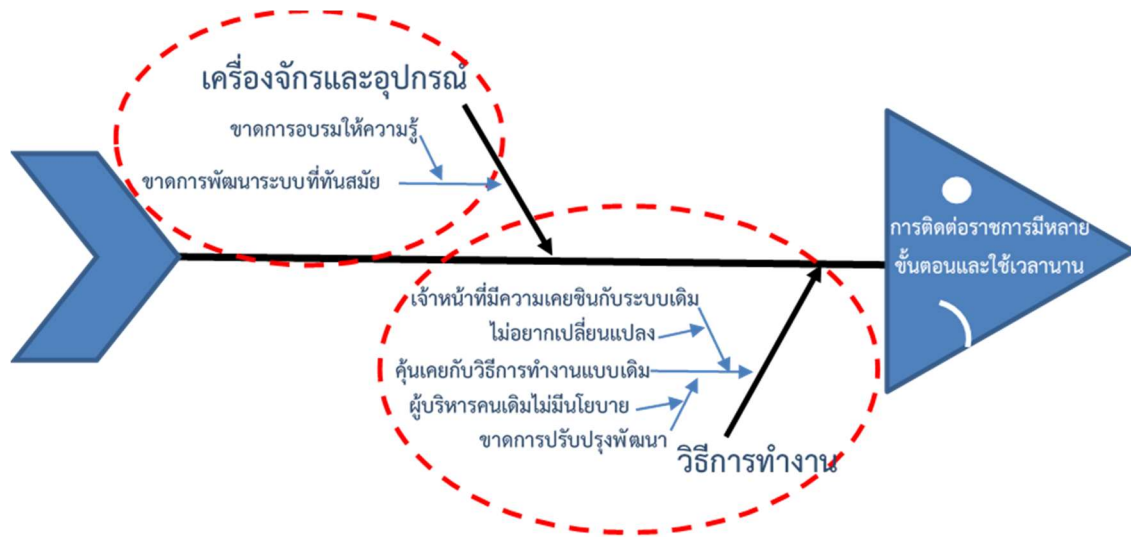 เครื่องจักรและอุปกรณ์
ขาดการอบรมให้ความรู้
ขาดการพัฒนาระบบที่ทันสมัย
การติดต่อราชการมีหลาย
ขั้นตอนและใช้เวลานาน
เจ้าหน้าที่มีความเคยชินกับระบบเดิม
ไม่อยากเปลี่ยนแปลง
คุ้นเคยกับวิธีการทำงานแบบเดิม
ผู้บริหารคนเดิมไม่มีนโยบาย
ขาดการปรับปรุงพัฒนา
วิธีการทำงาน